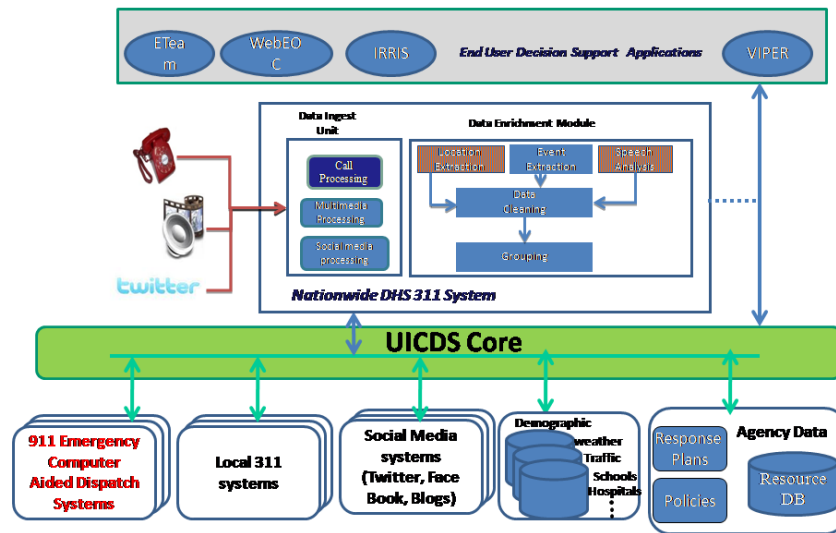 ETea
m
WebEO
C
IRRIS
End User Decision Support Applications
VIPER
Data Ingest
Unit
Data Enrichment Module
Call
Processing
Multimedia
Processing
Social media
processing
Location
Extraction
Event
Extraction
Speech
Analysis
Data
Cleaning
Grouping
twitter
Nationwide DHS 311 System
UICDS Core
911 Emergency
Computer
Aided Dispatch
Systems
Local 311
systems
Social Media
systems
(Twitter, Face
Book, Blogs)
Demographic
weather
Traffic
Schools
Hospitals
Agency Data
Response
Plans
Policies
Resource
DB